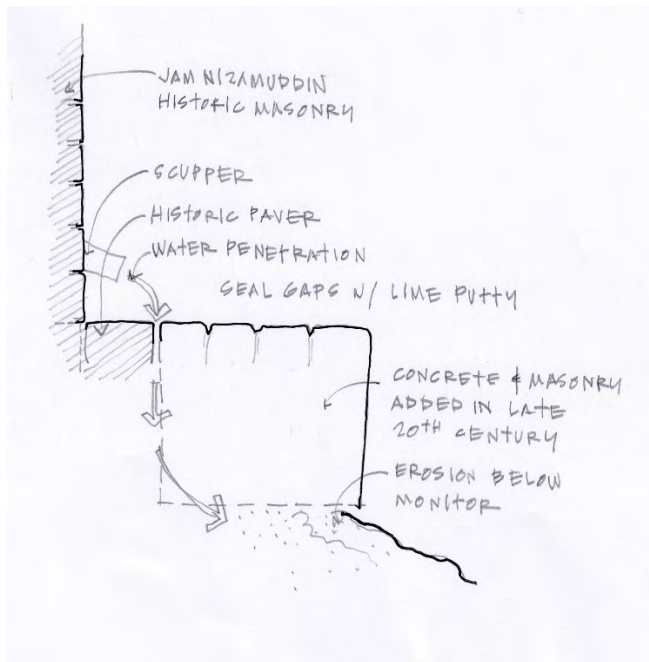 JAM NIZAMUDDIN
HISTORIC MASONRY
SCUPPER
HISTORIC PAVER
WATER PENETRATION
SEAL GAPS W/ LIME PUTTY
CONCRETE & MASONRY
ADDED IN LATE
20TH CENTURY
EROSION BELOW
MONITOR